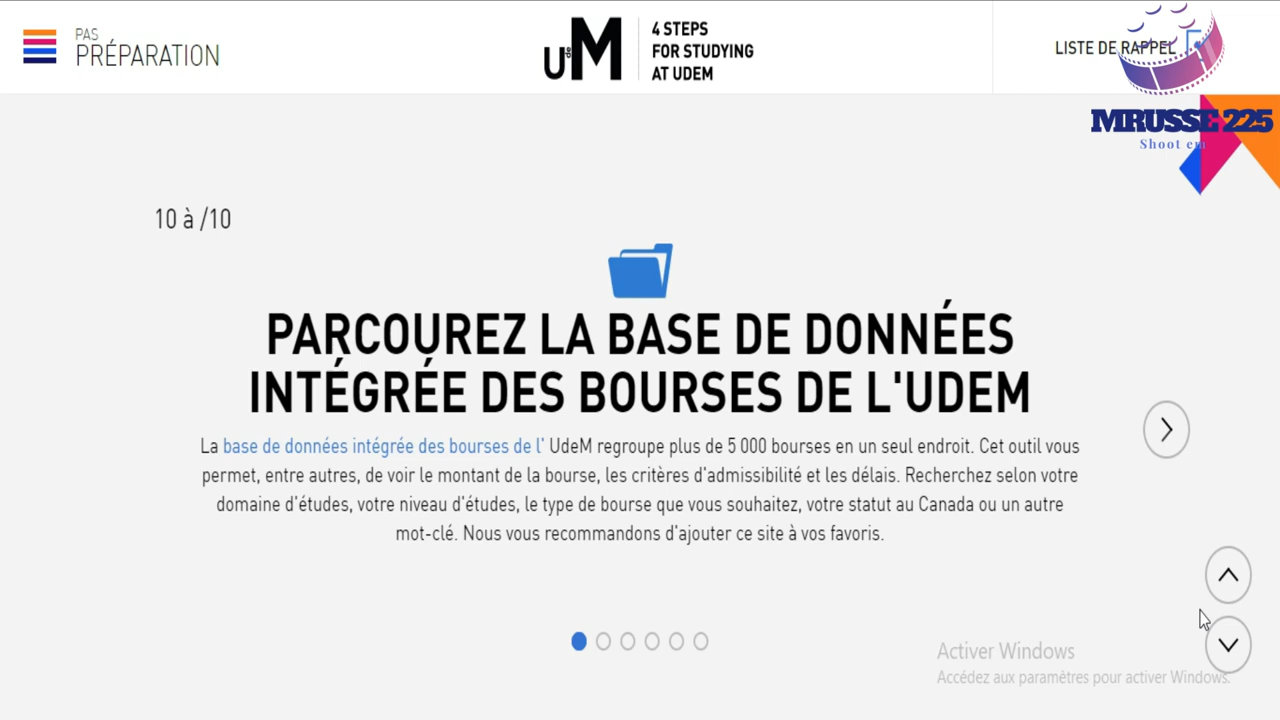 PAS
PRÉPARATION
UdeM
4 STEPS
FOR STUDYING
AT UDEM
LISTE DE RAPPEL
MRUSSE 225
Shoot em
10 à /10
PARCOUREZ LA BASE DE DONNÉES
INTÉGRÉE DES BOURSES DE L'UDEM
La base de données intégrée des bourses de l' UdeM regroupe plus de 5 000 bourses en un seul endroit. Cet outil vous
permet, entre autres, de voir le montant de la bourse, les critères d'admissibilité et les délais. Recherchez selon votre
domaine d'études, votre niveau d'études, le type de bourse que vous souhaitez, votre statut au Canada ou un autre
mot-clé. Nous vous recommandons d'ajouter ce site à vos favoris.
Activer Windows
Accédez aux paramètres pour activer Windows.